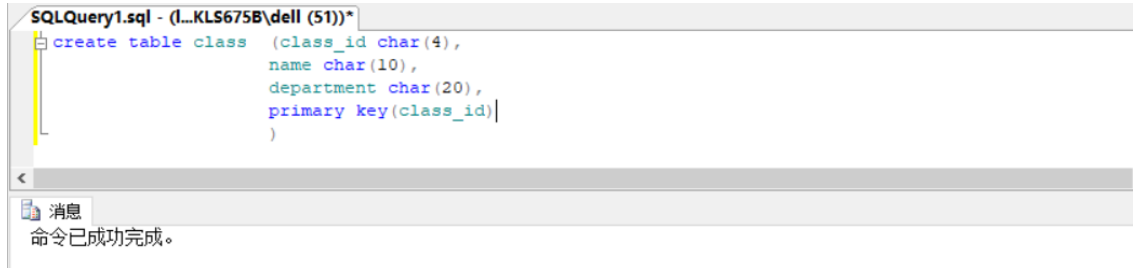 SQLQuery1.sql - (l...KLS675B\dell (51))*
create table class (class_id char(4),
name char(10),
department char(20),
primary key(class_id)
)
消息
命令已成功完成。